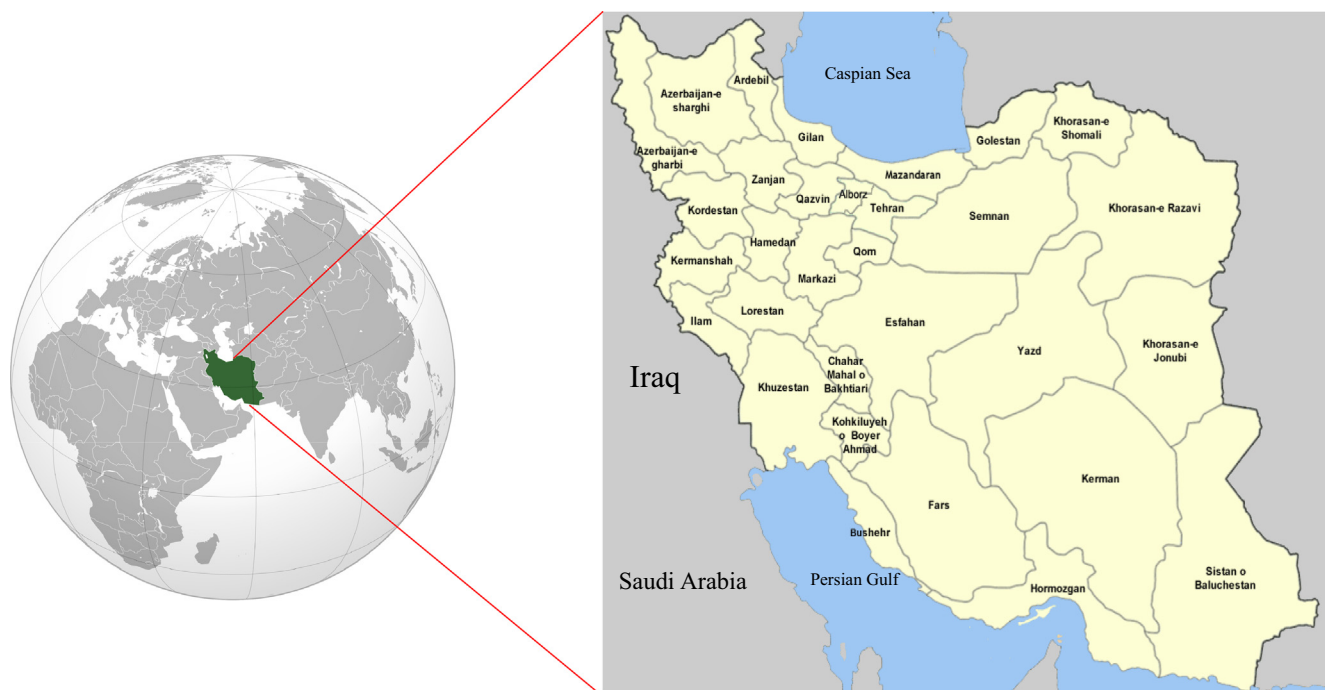 Caspian Sea
Ardebil
Azerbaijan-e
sharghi
Khorasan-e
Shomali
Gilan
Golestan
Azerbaijan-e
gharbi
Mazandaran
Zanjan
Qazvin
Alborz
Tehran
Khorasan-e Razavi
Kordestan
Semnan
Hamedan
Qom
Kermanshah
Markazi
Lorestan
Ilam
Esfahan
Yazd
Khorasan-e
Jonubi
Chahar
Mahal o
Bakhtiari
Iraq
Khuzestan
Kohkiluyeh
o Boyer
Ahmad
Kerman
Fars
Bushehr
Saudi Arabia
Persian Gulf
Hormozgan
Sistan o
Baluchestan